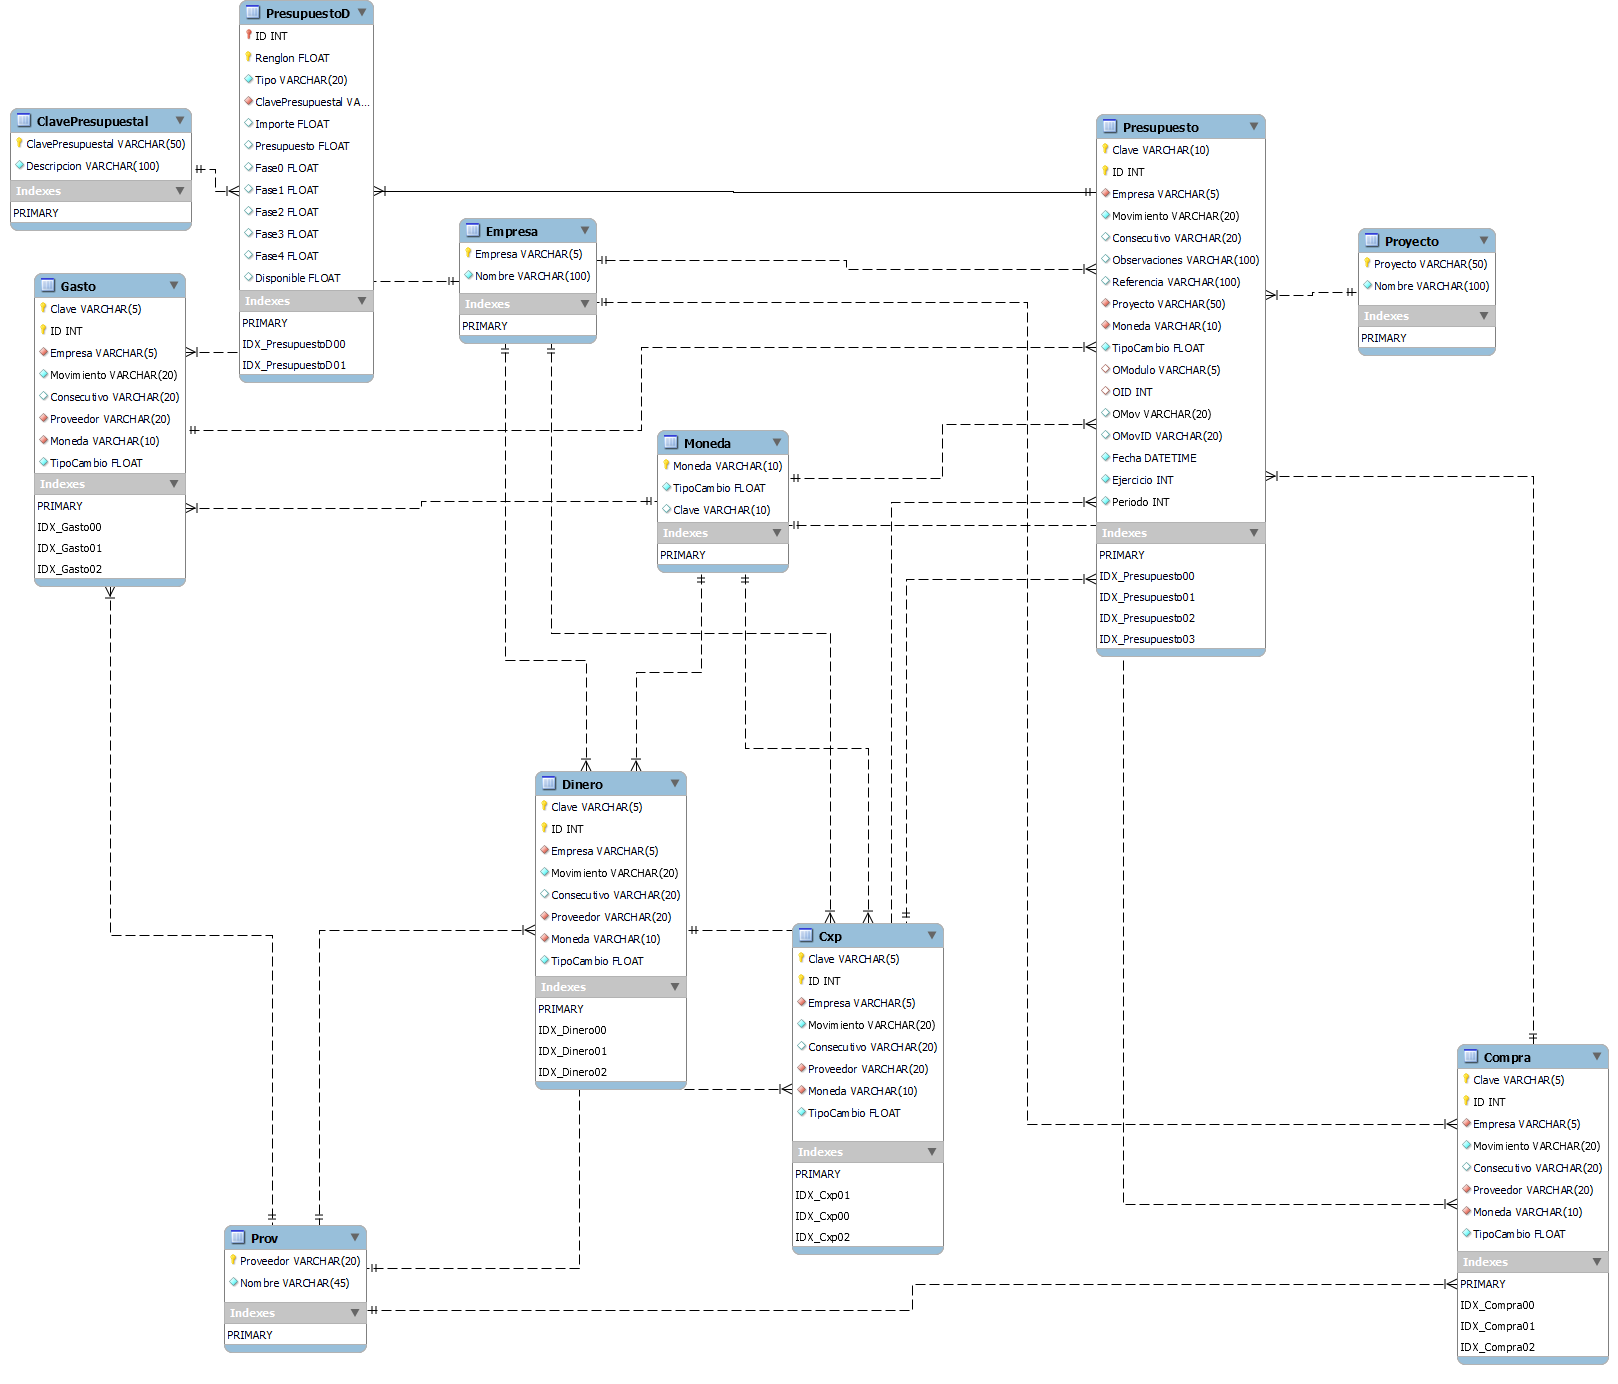 PresupuestoD
ID INT
Renglon FLOAT
Tipo VARCHAR(20)
ClavePresupuestal VA...
Importe FLOAT
Presupuesto FLOAT
Fase0 FLOAT
Fase1 FLOAT
Fase2 FLOAT
Fase3 FLOAT
Fase4 FLOAT
Disponible FLOAT
Indexes
PRIMARY
IDX_PresupuestoD00
IDX_PresupuestoD01
ClavePresupuestal
ClavePresupuestal VARCHAR(50)
Descripcion VARCHAR(100)
Indexes
PRIMARY
Presupuesto
Clave VARCHAR(10)
ID INT
Empresa VARCHAR(5)
Movimiento VARCHAR(20)
Consecutivo VARCHAR(20)
Observaciones VARCHAR(100)
Referencia VARCHAR(100)
Proyecto VARCHAR(50)
Moneda VARCHAR(10)
TipoCambio FLOAT
OModulo VARCHAR(5)
OID INT
OMov VARCHAR(20)
OMovID VARCHAR(20)
Fecha DATETIME
Ejercicio INT
Periodo INT
Indexes
PRIMARY
IDX_Presupuesto00
IDX_Presupuesto01
IDX_Presupuesto02
IDX_Presupuesto03
Empresa
Empresa VARCHAR(5)
Nombre VARCHAR(100)
Indexes
PRIMARY
Proyecto
Proyecto VARCHAR(50)
Nombre VARCHAR(100)
Indexes
PRIMARY
Gasto
Clave VARCHAR(5)
ID INT
Empresa VARCHAR(5)
Movimiento VARCHAR(20)
Consecutivo VARCHAR(20)
Proveedor VARCHAR(20)
Moneda VARCHAR(10)
TipoCambio FLOAT
Indexes
PRIMARY
IDX_Gasto00
IDX_Gasto01
IDX_Gasto02
Moneda
Moneda VARCHAR(10)
TipoCambio FLOAT
Clave VARCHAR(10)
Indexes
PRIMARY
Dinero
Clave VARCHAR(5)
ID INT
Empresa VARCHAR(5)
Movimiento VARCHAR(20)
Consecutivo VARCHAR(20)
Proveedor VARCHAR(20)
Moneda VARCHAR(10)
TipoCambio FLOAT
Indexes
PRIMARY
IDX_Dinero00
IDX_Dinero01
IDX_Dinero02
Cxp
Clave VARCHAR(5)
ID INT
Empresa VARCHAR(5)
Movimiento VARCHAR(20)
Consecutivo VARCHAR(20)
Proveedor VARCHAR(20)
Moneda VARCHAR(10)
TipoCambio FLOAT
Indexes
PRIMARY
IDX_Cxp01
IDX_Cxp00
IDX_Cxp02
Compra
Clave VARCHAR(5)
ID INT
Empresa VARCHAR(5)
Movimiento VARCHAR(20)
Consecutivo VARCHAR(20)
Proveedor VARCHAR(20)
Moneda VARCHAR(10)
TipoCambio FLOAT
Indexes
PRIMARY
IDX_Compra00
IDX_Compra01
IDX_Compra02
Prov
Proveedor VARCHAR(20)
Nombre VARCHAR(45)
Indexes
PRIMARY